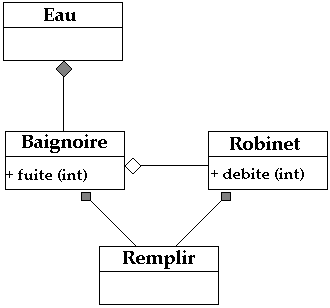 Eau
Baignoire
+ fuite (int)
Robinet
+ debite (int)
Remplir